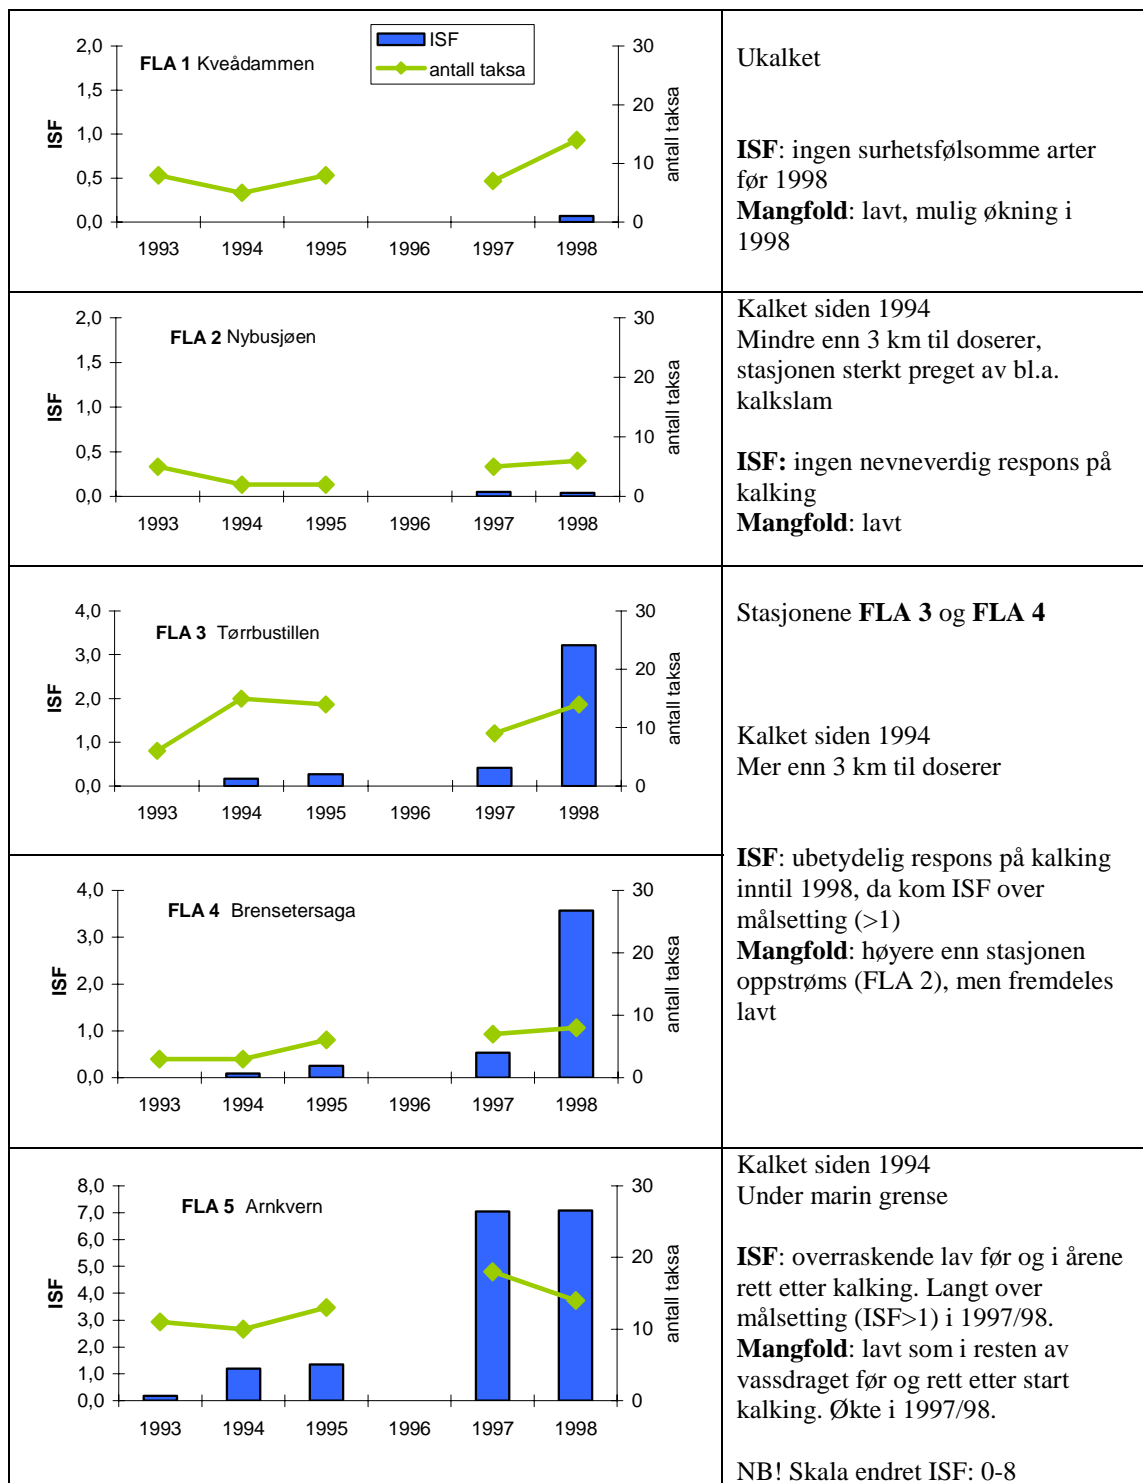 ISF
antall taksa
FLA 1 Kveådammen
2,0
1,5
1,0
0,5
0,0
ISF
30
20
10
0
antall taksa
1993 1994 1995 1996 1997 1998
Ukalket
ISF: ingen surhetsfølsomme arter
før 1998
Mangfold: lavt, mulig økning i
1998
FLA 2 Nybusjøen
2,0
1,5
1,0
0,5
0,0
ISF
30
20
10
0
antall taksa
1993 1994 1995 1996 1997 1998
Kalket siden 1994
Mindre enn 3 km til doserer,
stasjonen sterkt preget av bl.a.
kalkslam
ISF: ingen nevneverdig respons på
kalking
Mangfold: lavt
FLA 3 Tørrbustillen
4,0
3,0
2,0
1,0
0,0
ISF
30
20
10
0
antall taksa
1993 1994 1995 1996 1997 1998
Stasjonene FLA 3 og FLA 4
Kalket siden 1994
Mer enn 3 km til doserer
ISF: ubetydelig respons på kalking
inntil 1998, da kom ISF over
målsetting (>1)
Mangfold: høyere enn stasjonen
oppstrøms (FLA 2), men fremdeles
lavt
FLA 4 Brensetersaga
4,0
3,0
2,0
1,0
0,0
ISF
30
20
10
0
antall taksa
1993 1994 1995 1996 1997 1998
FLA 5 Arnkvern
8,0
7,0
6,0
5,0
4,0
3,0
2,0
1,0
0,0
ISF
30
20
10
0
antall taksa
1993 1994 1995 1996 1997 1998
Kalket siden 1994
Under marin grense
ISF: overraskende lav før og i årene
rett etter kalking. Langt over
målsetting (ISF>1) i 1997/98.
Mangfold: lavt som i resten av
vassdraget før og rett etter start
kalking. Økte i 1997/98.
NB! Skala endret ISF: 0-8